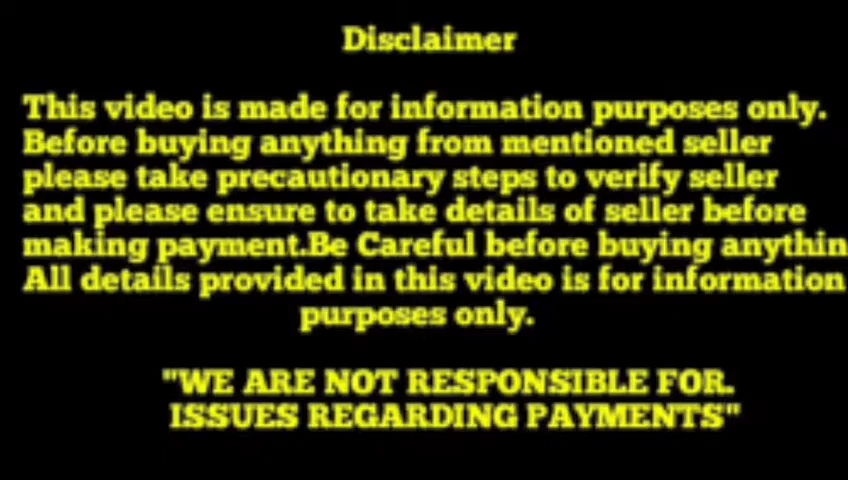 Disclaimer
This video is made for information purposes only.
Before buying anything from mentioned seller
please take precautionary steps to verify seller
and please ensure to take details of seller before
making payment.Be Careful before buying anythin
All details provided in this video is for information
purposes only.
"WE ARE NOT RESPONSIBLE FOR.
ISSUES REGARDING PAYMENTS"